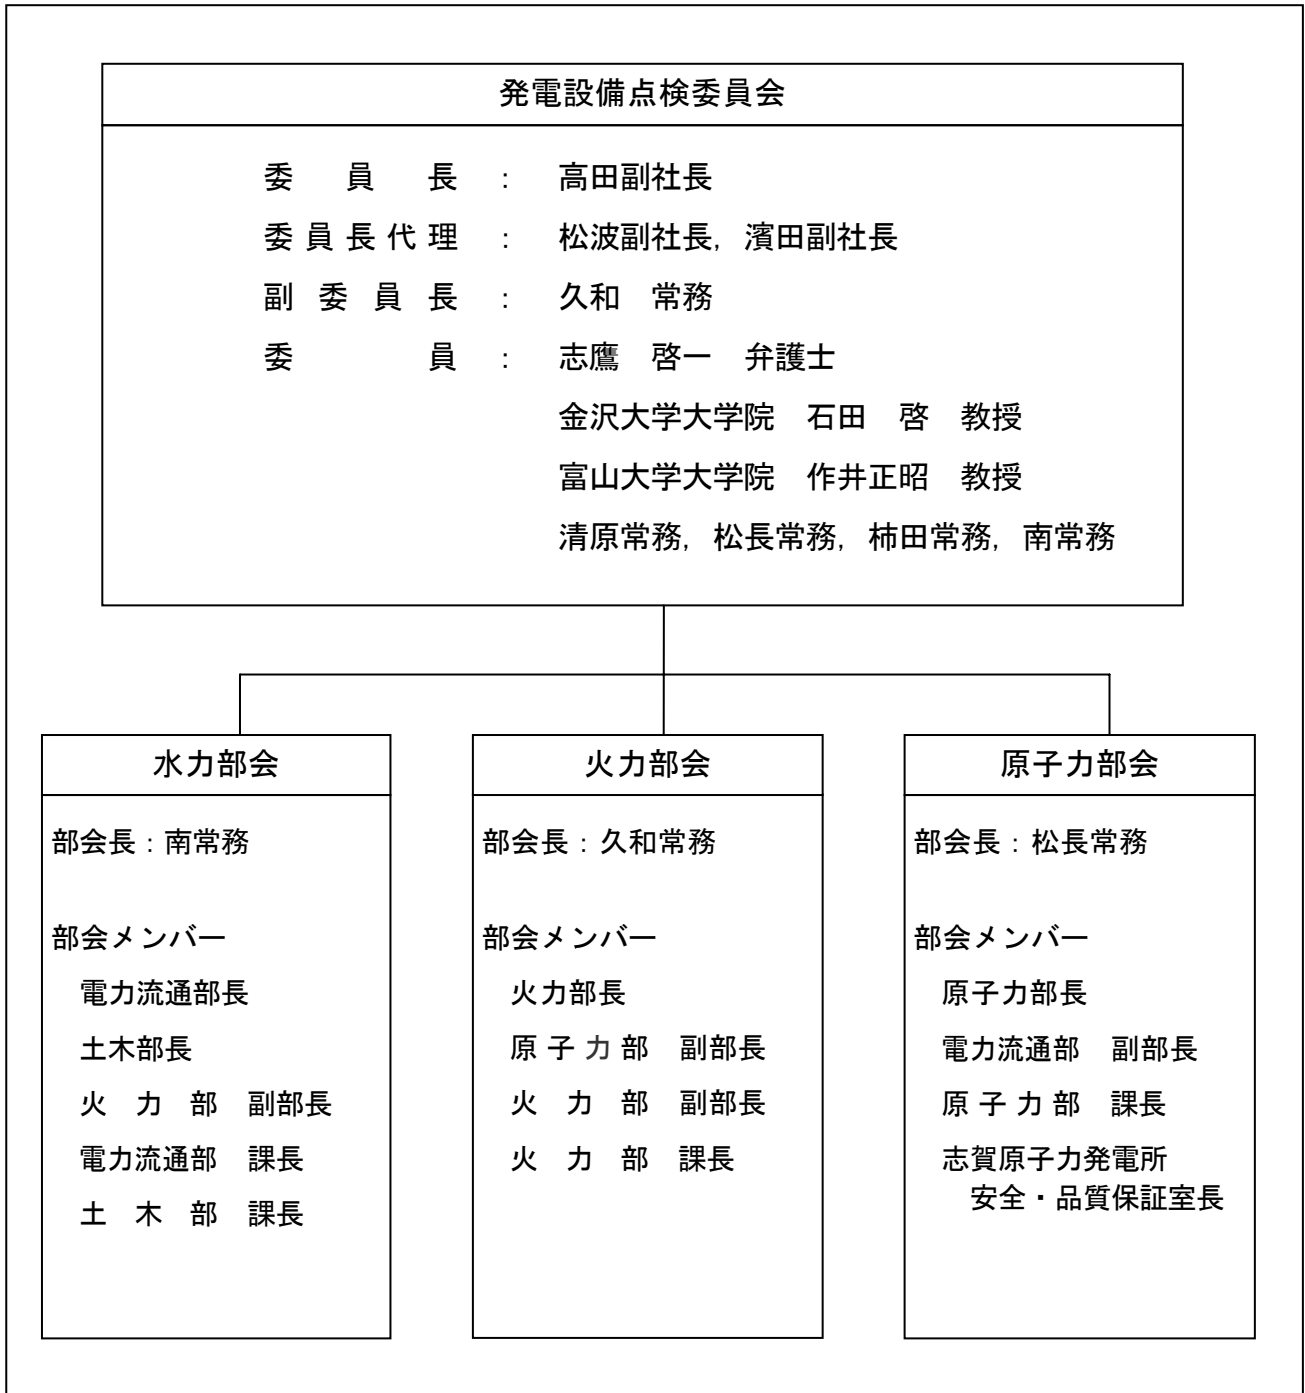 発電設備点検委員会
委員長 : 高田副社長
委員長代理 : 松波副社長, 濱田副社長
副委員長 : 久和 常務
委員 : 志鷹 啓一 弁護士
金沢大学大学院 石田 啓 教授
富山大学大学院 作井正昭 教授
清原常務, 松長常務, 柿田常務, 南常務
水力部会
部会長:南常務
部会メンバー
電力流通部長
土木部長
火力部 副部長
電力流通部 課長
土木部 課長
火力部会
部会長:久和常務
部会メンバー
火力部長
原子力部 副部長
火力部 副部長
火力部 課長
原子力部会
部会長:松長常務
部会メンバー
原子力部長
電力流通部 副部長
原子力部 課長
志賀原子力発電所
安全・品質保証室長